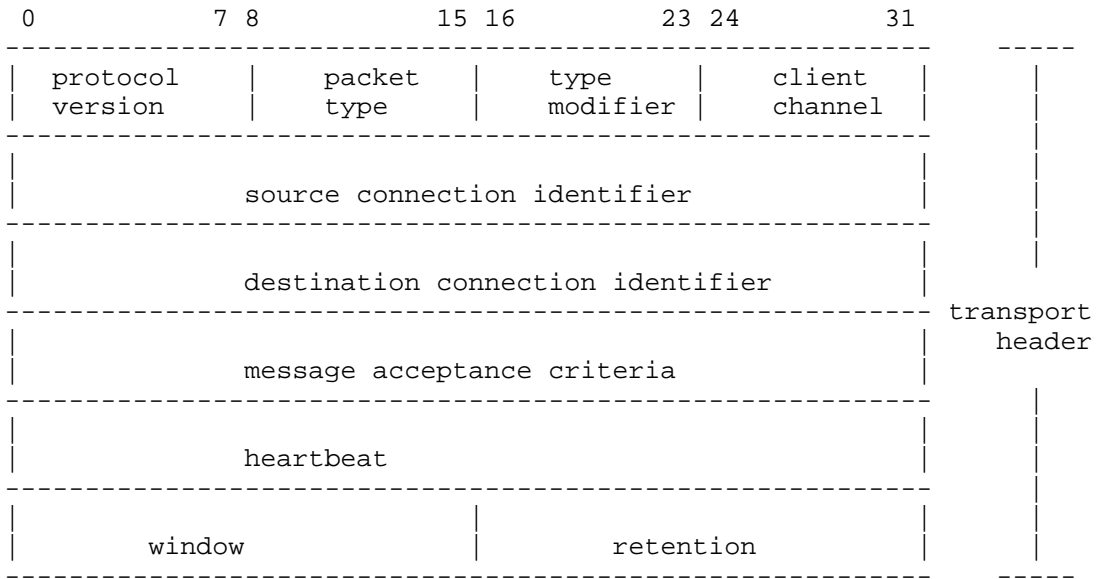 0 7 8 15 16 23 24 31
protocol packet type client
version type modifier channel
source connection identifier
destination connection identifier
transport
header
message acceptance criteria
heartbeat
window retention